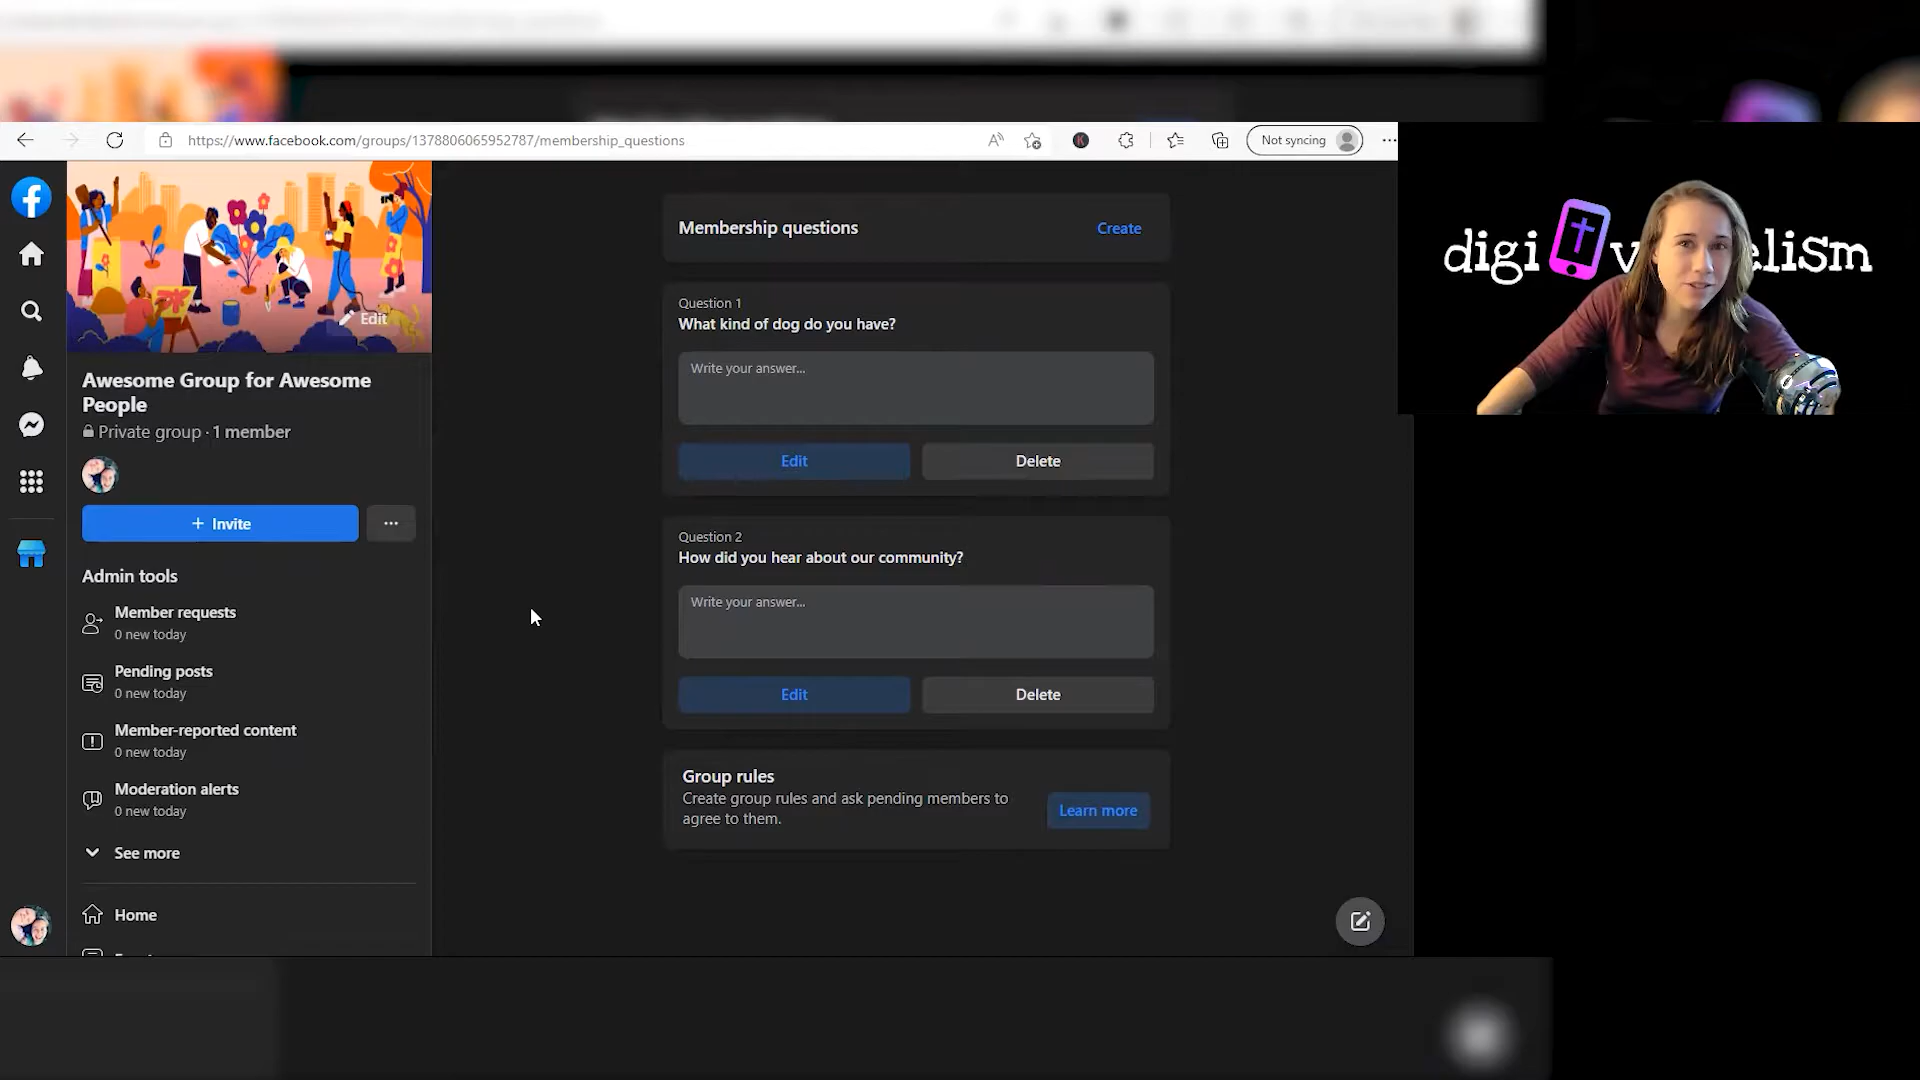 https://www.facebook.com/groups/1378806065952787/membership_questions
Not syncing
Edit
Awesome Group for Awesome
People
Private group · 1 member
+ Invite
Admin tools
Member requests
0 new today
Pending posts
0 new today
Member-reported content
0 new today
Moderation alerts
0 new today
See more
Home
Membership questions
Create
Question 1
What kind of dog do you have?
Write your answer...
Edit
Delete
Question 2
How did you hear about our community?
Write your answer...
Edit
Delete
Group rules
Create group rules and ask pending members to
agree to them.
Learn more
digi v elism